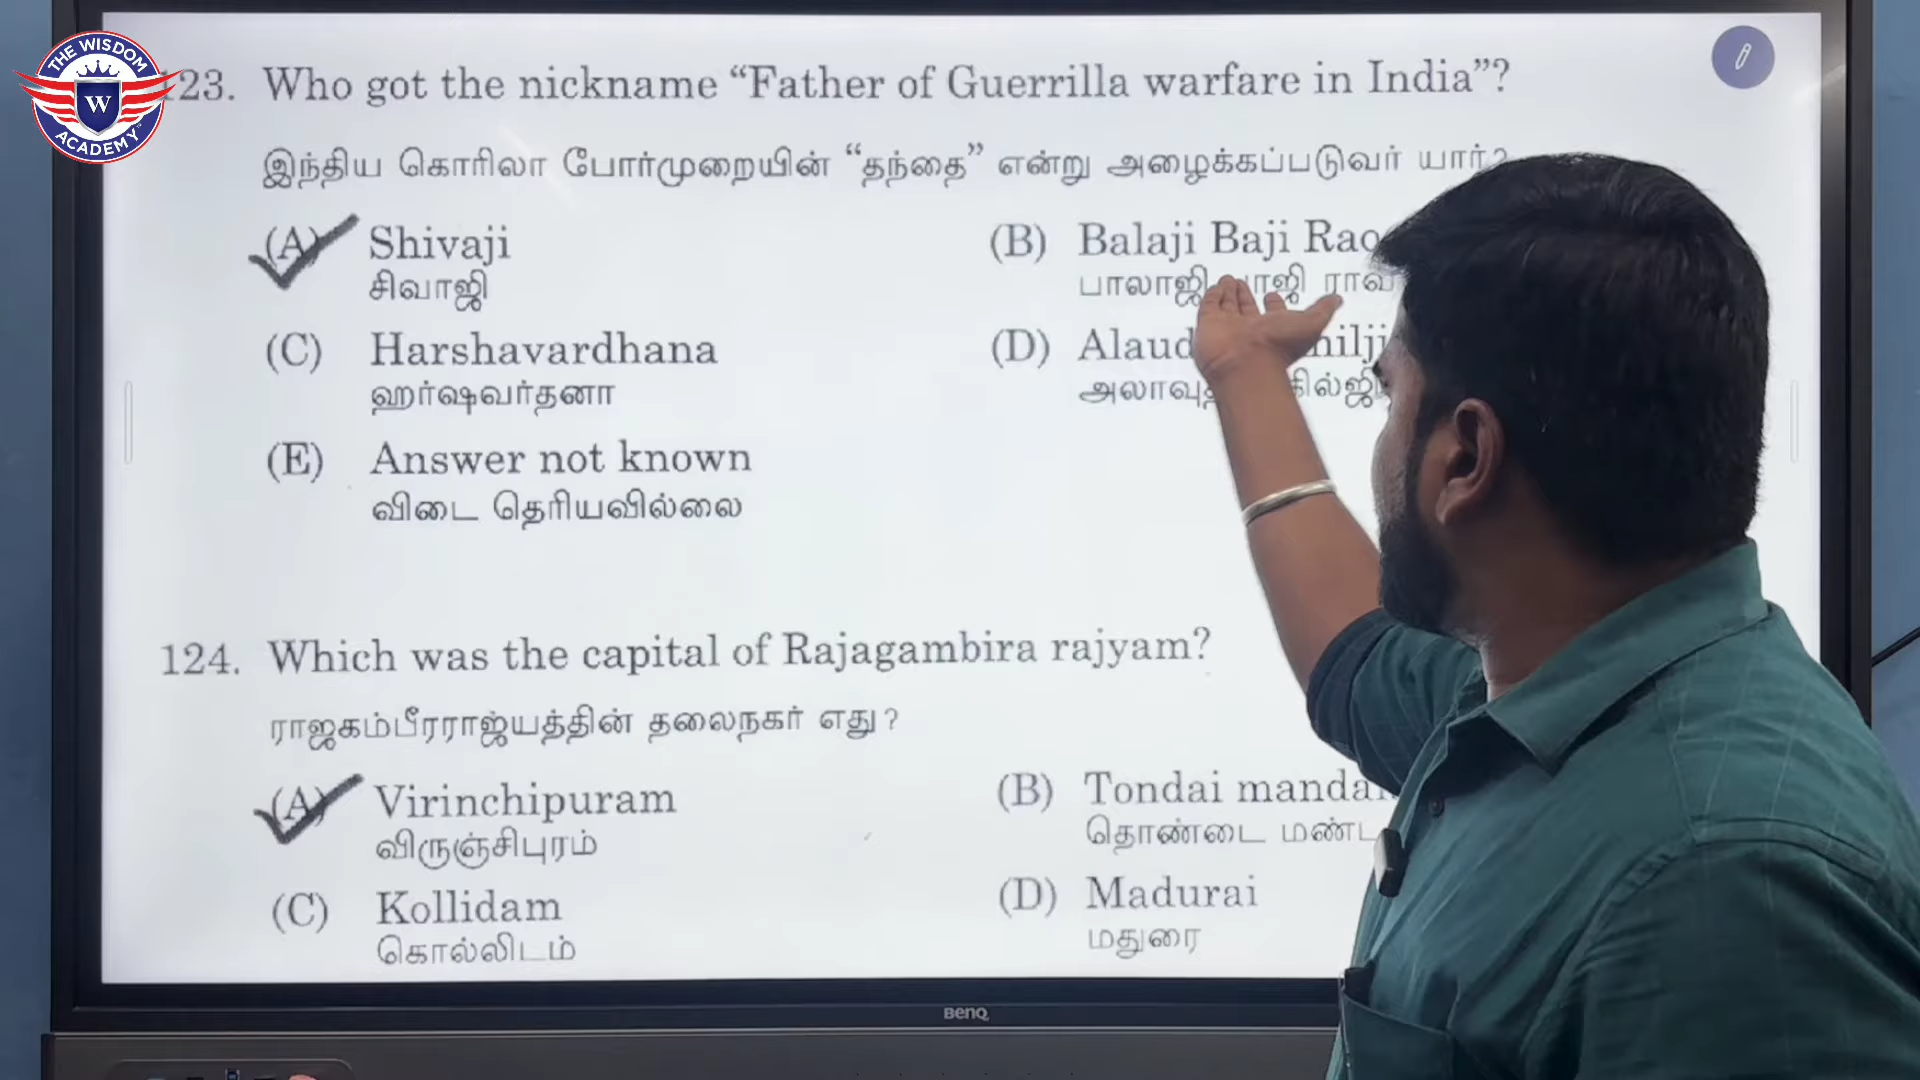 THE WISDOM
W
ACADEMY
23. Who got the nickname “Father of Guerrilla warfare in India”?
இந்திய கொரிலா போர்முறையின் “தந்தை” என்று அழைக்கப்படுவர் யார்?
(A) Shivaji
சிவாஜி
(B) Balaji Baji Rao
பாலாஜி பாஜி ராவ்
(C) Harshavardhana
ஹர்ஷவர்தனா
(D)
(E) Answer not known
விடை தெரியவில்லை
124. Which was the capital of Rajagambira rajyam?
ராஜகம்பீரராஜ்யத்தின் தலைநகர் எது?
(A) Virinchipuram
விருஞ்சிபுரம்
(B) Tondai
தொண்டை
(C) Kollidam
கொல்லிடம்
(D) Madurai
மதுரை
BenQ